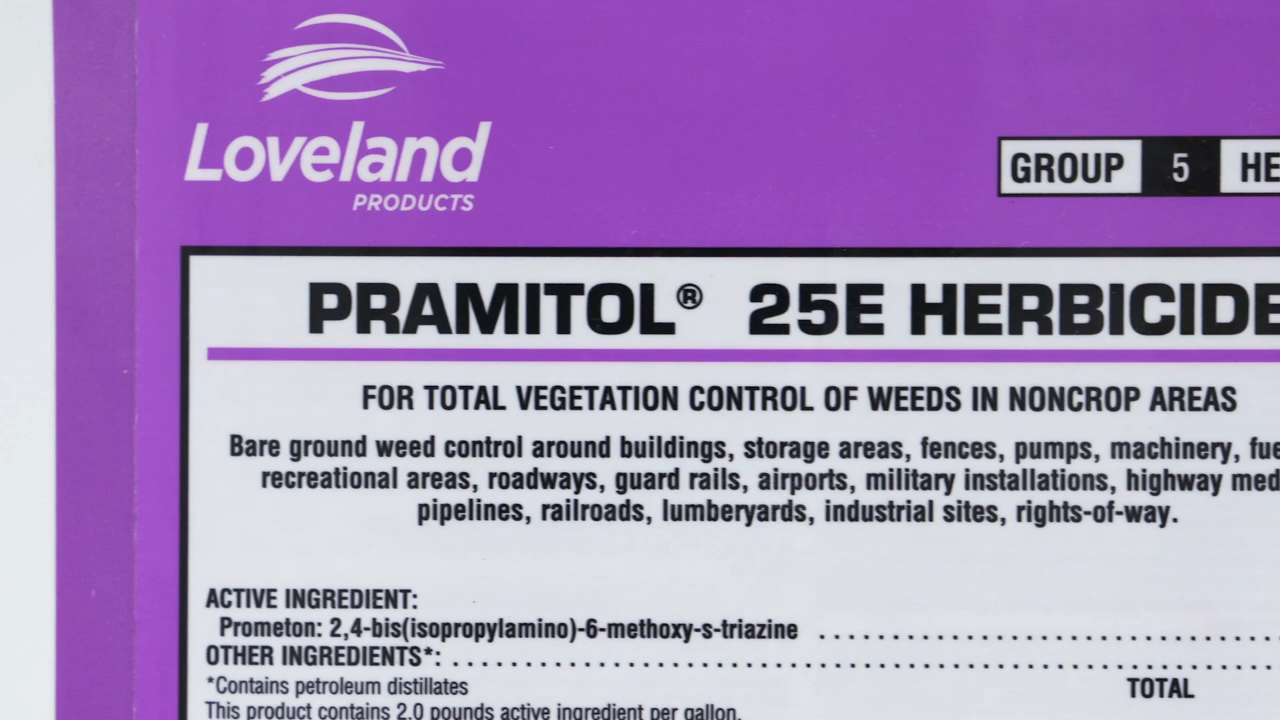 Loveland
PRODUCTS
GROUP 5 HE
PRAMITOL® 25E HERBICIDE
FOR TOTAL VEGETATION CONTROL OF WEEDS IN NONCROP AREAS
Bare ground weed control around buildings, storage areas, fences, pumps, machinery, fue
recreational areas, roadways, guard rails, airports, military installations, highway med
pipelines, railroads, lumberyards, industrial sites, rights-of-way.
ACTIVE INGREDIENT:
Prometon: 2,4-bis(isopropylamino)-6-methoxy-s-triazine ........................................
OTHER INGREDIENTS*: ........................................................................
*Contains petroleum distillates
TOTAL
This product contains 2.0 pounds active ingredient per gallon.